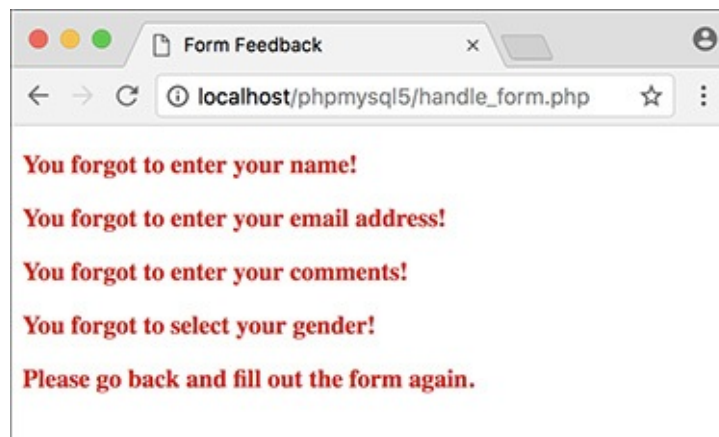 Form Feedback
localhost/phpmysql5/handle_form.php
You forgot to enter your name!
You forgot to enter your email address!
You forgot to enter your comments!
You forgot to select your gender!
Please go back and fill out the form again.